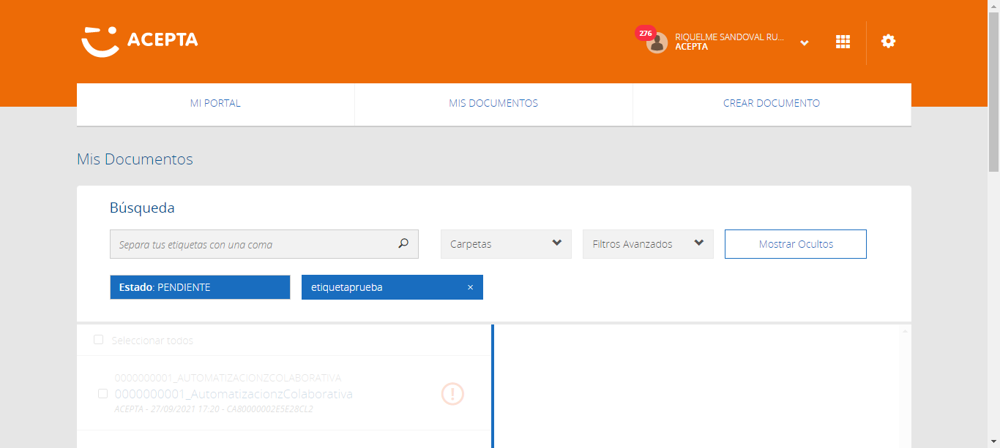 ACEPTA
276
RIQUELME SANDOVAL RU...
ACEPTA
MI PORTAL
MIS DOCUMENTOS
CREAR DOCUMENTO
Mis Documentos
Búsqueda
Separa tus etiquetas con una coma
Carpetas
Filtros Avanzados
Mostrar Ocultos
Estado: PENDIENTE
etiquetaprueba ×
Seleccionar todos
0000000001_AUTOMATIZACIONZCOLABORATIVA
0000000001_AutomatizacionzColaborativa
ACEPTA - 27/09/2021 17:20 - CA80000002E5E28CL2